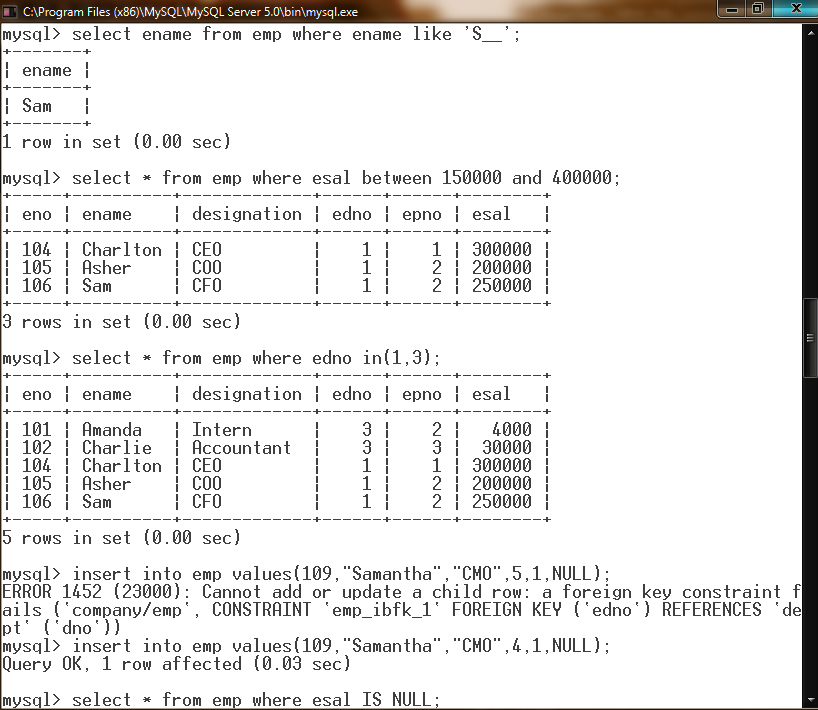 C:\Program Files (x86)\MySQL\MySQL Server 5.0\bin\mysql.exe
mysql> select ename from emp where ename like 'S__';
+-------+
| ename |
+-------+
| Sam   |
+-------+
1 row in set (0.00 sec)
mysql> select * from emp where esal between 150000 and 400000;
+-----+----------+-------------+------+------+--------+
| eno | ename    | designation | edno | epno | esal   |
+-----+----------+-------------+------+------+--------+
| 104 | Charlton | CEO         |    1 |    1 | 300000 |
| 105 | Asher    | COO         |    1 |    2 | 200000 |
| 106 | Sam      | CFO         |    1 |    2 | 250000 |
+-----+----------+-------------+------+------+--------+
3 rows in set (0.00 sec)
mysql> select * from emp where edno in(1,3);
+-----+----------+-------------+------+------+--------+
| eno | ename    | designation | edno | epno | esal   |
+-----+----------+-------------+------+------+--------+
| 101 | Amanda   | Intern      |    3 |    2 |   4000 |
| 102 | Charlie  | Accountant  |    3 |    3 |  30000 |
| 104 | Charlton | CEO         |    1 |    1 | 300000 |
| 105 | Asher    | COO         |    1 |    2 | 200000 |
| 106 | Sam      | CFO         |    1 |    2 | 250000 |
+-----+----------+-------------+------+------+--------+
5 rows in set (0.00 sec)
mysql> insert into emp values(109,"Samantha","CMO",5,1,NULL);
ERROR 1452 (23000): Cannot add or update a child row: a foreign key constraint f
ails (`company/emp`, CONSTRAINT `emp_ibfk_1` FOREIGN KEY (`edno`) REFERENCES `de
pt` (`dno`))
mysql> insert into emp values(109,"Samantha","CMO",4,1,NULL);
Query OK, 1 row affected (0.03 sec)
mysql> select * from emp where esal IS NULL;